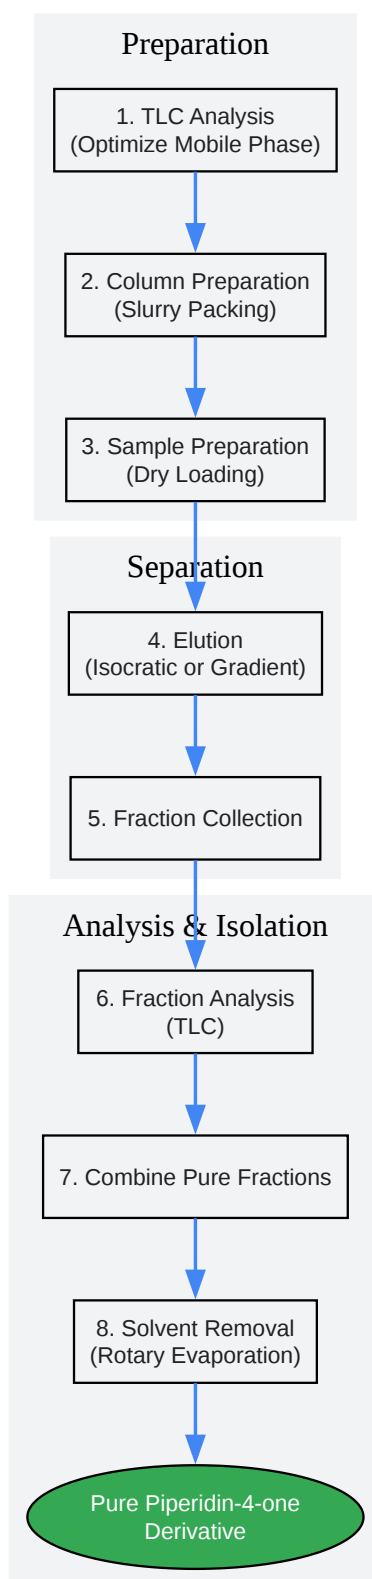 Preparation
1. TLC Analysis
(Optimize Mobile Phase)
2. Column Preparation
(Slurry Packing)
3. Sample Preparation
(Dry Loading)
Separation
4. Elution
(Isocratic or Gradient)
5. Fraction Collection
Analysis & Isolation
6. Fraction Analysis
(TLC)
7. Combine Pure Fractions
8. Solvent Removal
(Rotary Evaporation)
Pure Piperidin-4-one
Derivative